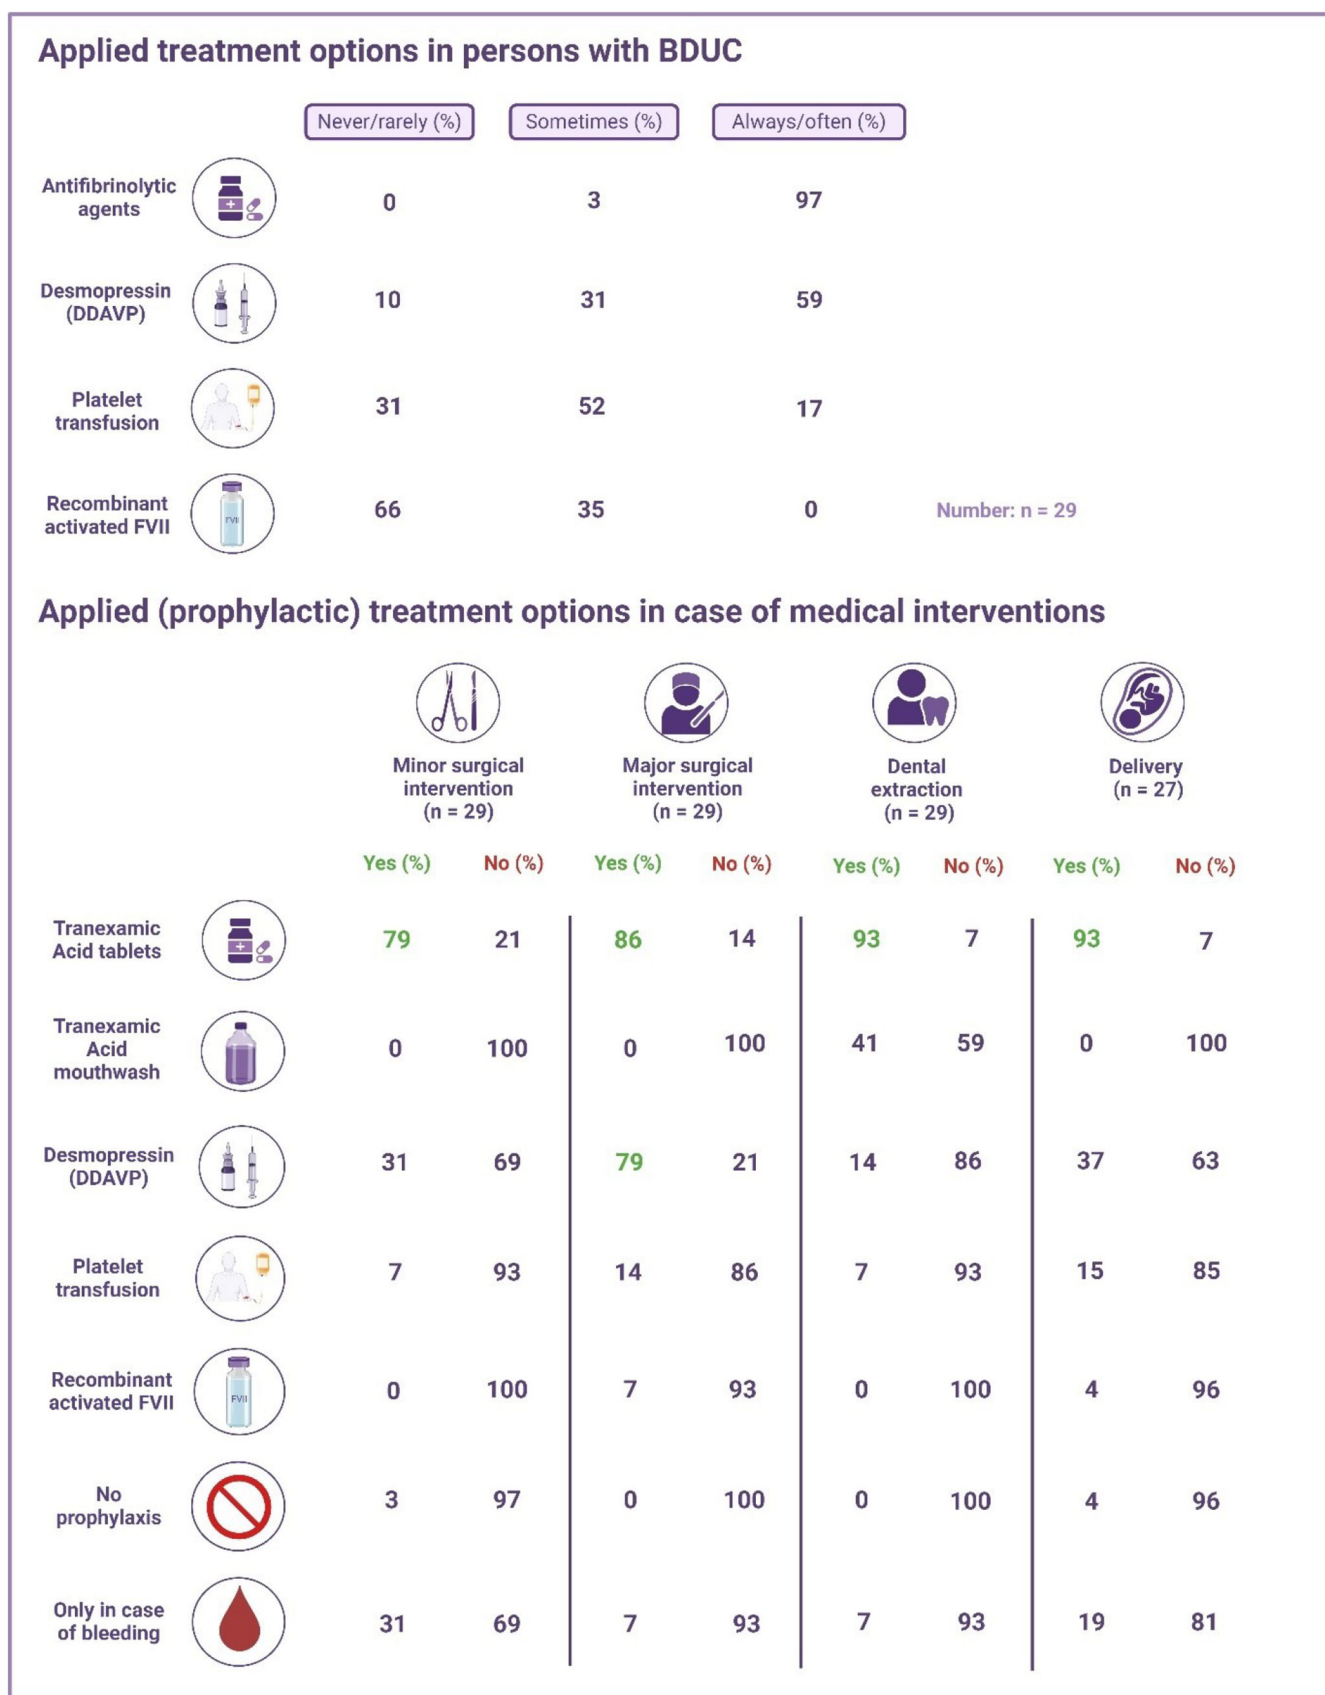 Applied treatment options in persons with BDUC
Never/rarely (%) Sometimes (%) Always/often (%)
Antifibrinolytic
agents
0 3 97
Desmopressin
(DDAVP)
10 31 59
Platelet
transfusion
31 52 17
Recombinant
activated FVII
FVII
66 35 0 Number: n = 29
Applied (prophylactic) treatment options in case of medical interventions
Minor surgical
intervention
(n = 29)
Major surgical
intervention
(n = 29)
Dental
extraction
(n = 29)
Delivery
(n = 27)
Yes (%) No (%) Yes (%) No (%) Yes (%) No (%) Yes (%) No (%)
Tranexamic
Acid tablets
79 21 86 14 93 7 93 7
Tranexamic
Acid
mouthwash
0 100 0 100 41 59 0 100
Desmopressin
(DDAVP)
31 69 79 21 14 86 37 63
Platelet
transfusion
7 93 14 86 7 93 15 85
Recombinant
activated FVII
FVII
0 100 7 93 0 100 4 96
No
prophylaxis
3 97 0 100 0 100 4 96
Only in case
of bleeding
31 69 7 93 7 93 19 81